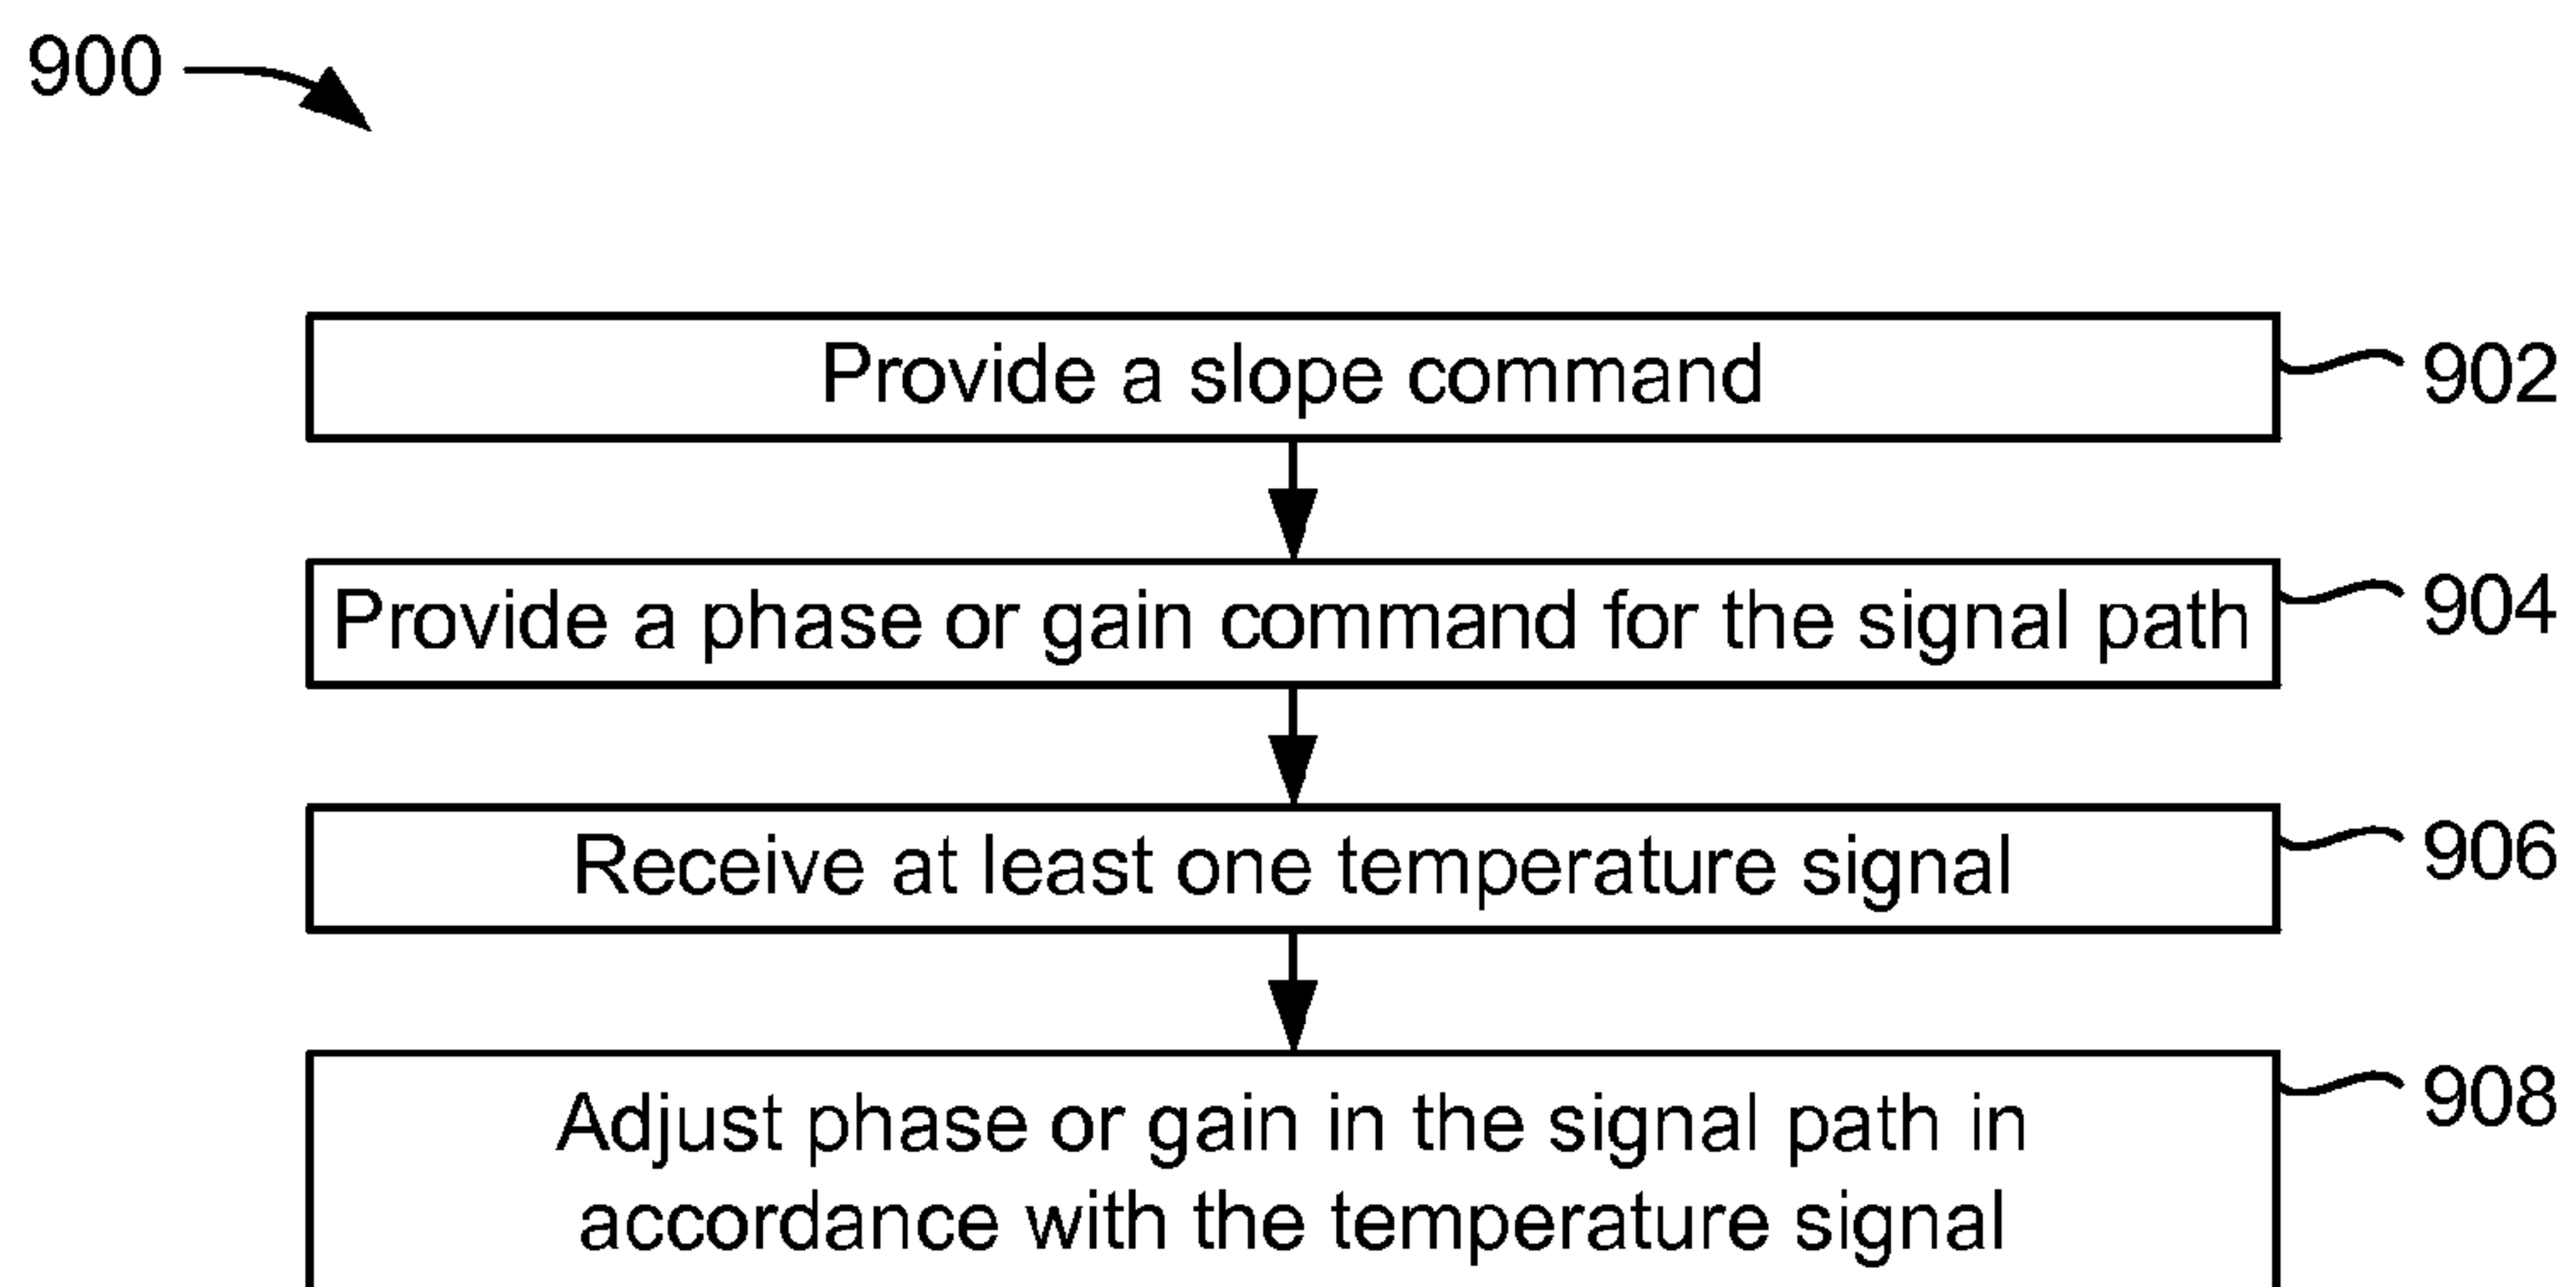 900
Provide a slope command
902
Provide a phase or gain command for the signal path
904
Receive at least one temperature signal
906
Adjust phase or gain in the signal path in
accordance with the temperature signal
908